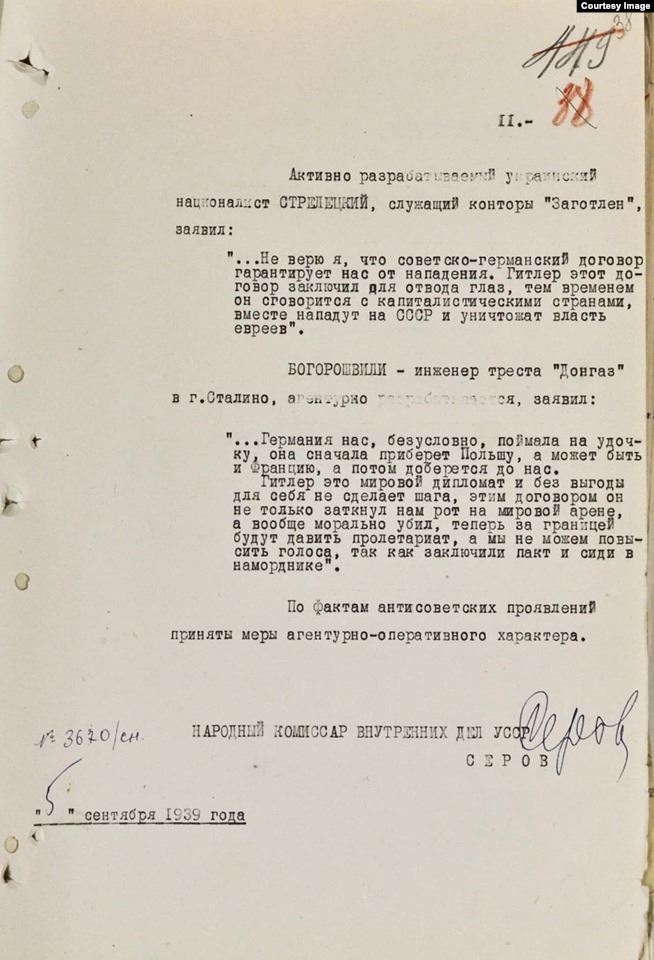 Courtesy Image
38
449
38
II.-
Активно разрабатываемый украинский
националист СТРЕЛЕЦКИЙ, служащий конторы "Заготлен",
заявил:
"...Не верю я, что советско-германский договор
гарантирует нас от нападения. Гитлер этот до-
говор заключил для отвода глаз, тем временем
он сговорится с капиталистическими странами,
вместе нападут на СССР и уничтожат власть
евреев".
БОГОРОШВИЛИ - инженер треста "Донгаз"
в г.Сталино, агентурно разрабатывается, заявил:
"...Германия нас, безусловно, поймала на удоч-
ку, она сначала приберет Польшу, а может быть
и Францию, а потом доберется до нас.
Гитлер это мировой дипломат и без выгоды
для себя не сделает шага, этим договором он
не только заткнул нам рот на мировой арене,
а вообще морально убил, теперь за границей
будут давить пролетариат, а мы не можем повы-
сить голоса, так как заключили пакт и сиди в
наморднике".
По фактам антисоветских проявлений
приняты меры агентурно-оперативного характера.
НАРОДНЫЙ КОМИССАР ВНУТРЕННИХ ДЕЛ УССР
Серов
СЕРОВ
№ 3670/сн.
"5" сентября 1939 года